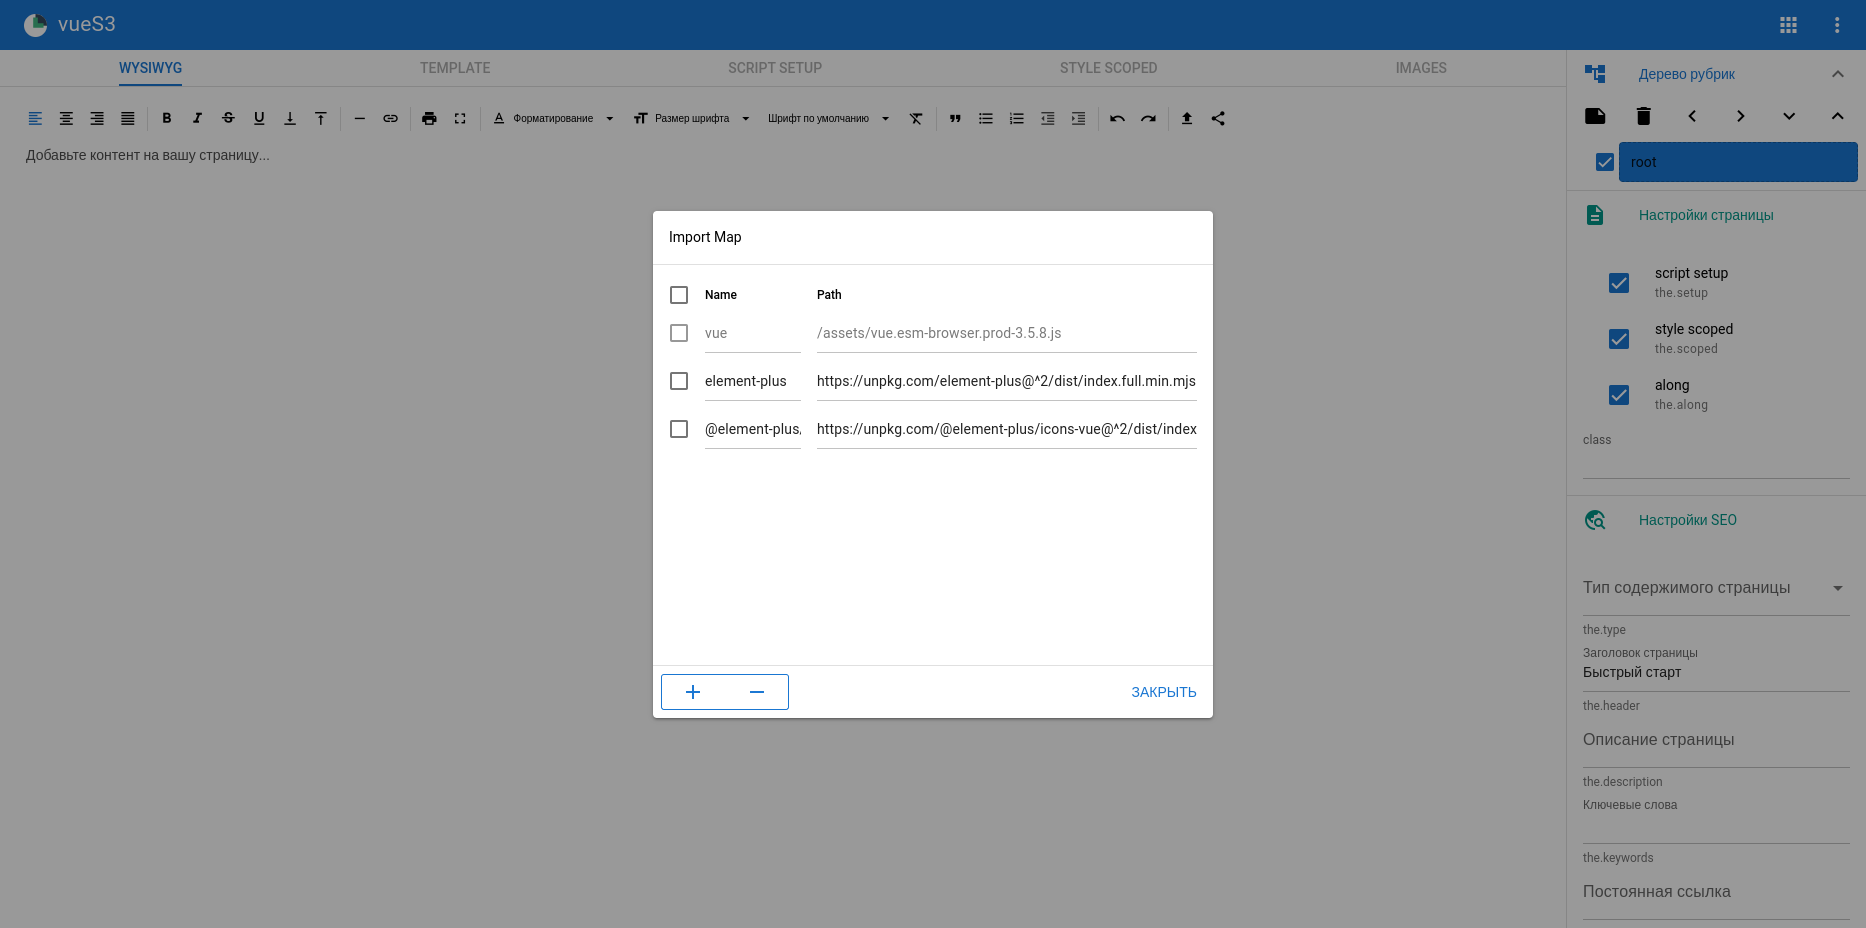 vueS3
WYSIWYG
TEMPLATE
SCRIPT SETUP
STYLE SCOPED
IMAGES
Форматирование
Размер шрифта
Шрифт по умолчанию
Добавьте контент на вашу страницу...
Import Map
Name Path
vue /assets/vue.esm-browser.prod-3.5.8.js
element-plus https://unpkg.com/element-plus@^2/dist/index.full.min.mjs
@element-plus/ https://unpkg.com/@element-plus/icons-vue@^2/dist/index
ЗАКРЫТЬ
Дерево рубрик
root
Настройки страницы
script setup
the.setup
style scoped
the.scoped
along
the.along
class
Настройки SEO
Тип содержимого страницы
the.type
Заголовок страницы
Быстрый старт
the.header
Описание страницы
the.description
Ключевые слова
the.keywords
Постоянная ссылка